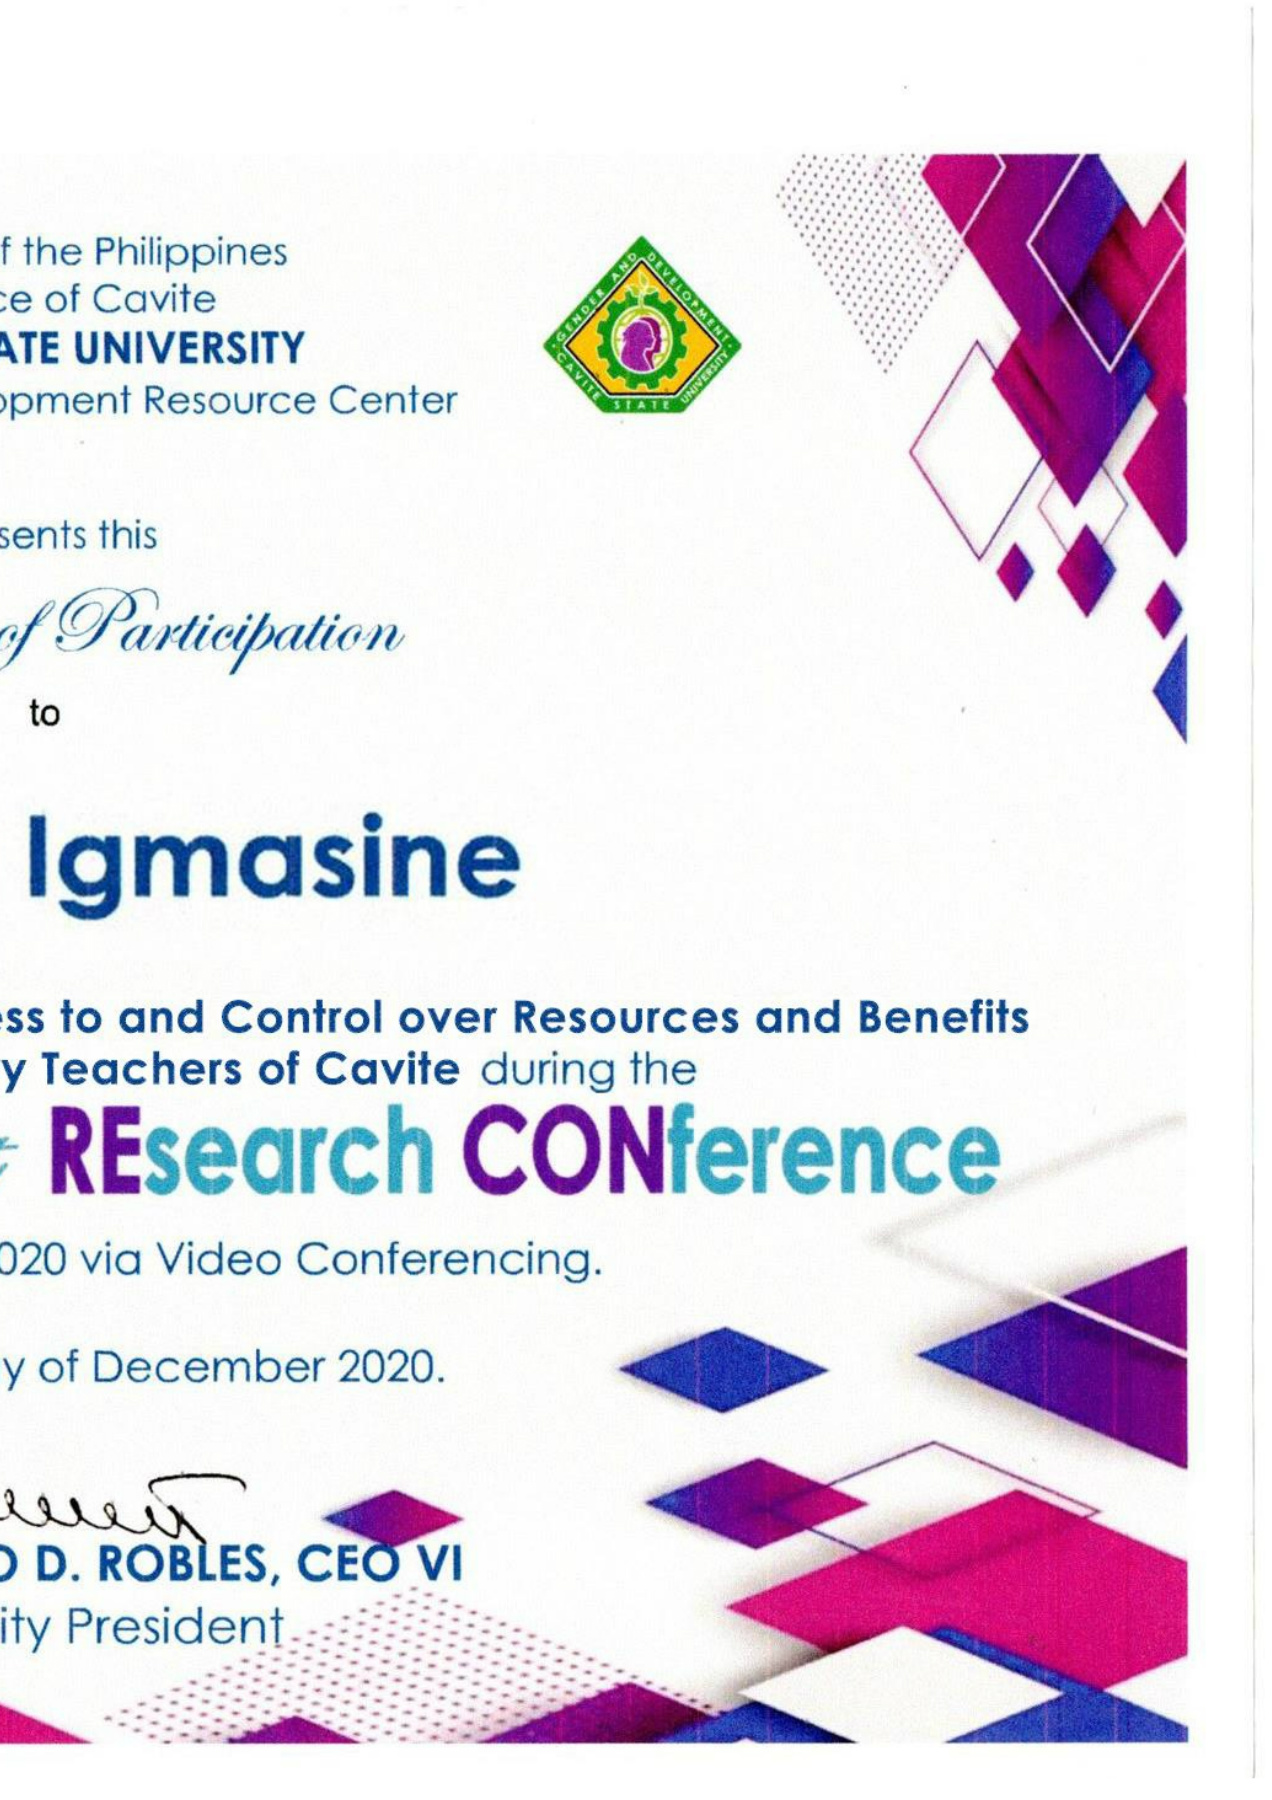 f the Philippines
ce of Cavite
ATE UNIVERSITY
opment Resource Center
GENDER AND DEVELOPMENT
CAVITE STATE UNIVERSITY
sents this
of Participation
to
Igmasine
ess to and Control over Resources and Benefits
y Teachers of Cavite during the
REsearch CONference
020 via Video Conferencing.
y of December 2020.
O D. ROBLES, CEO VI
ity President